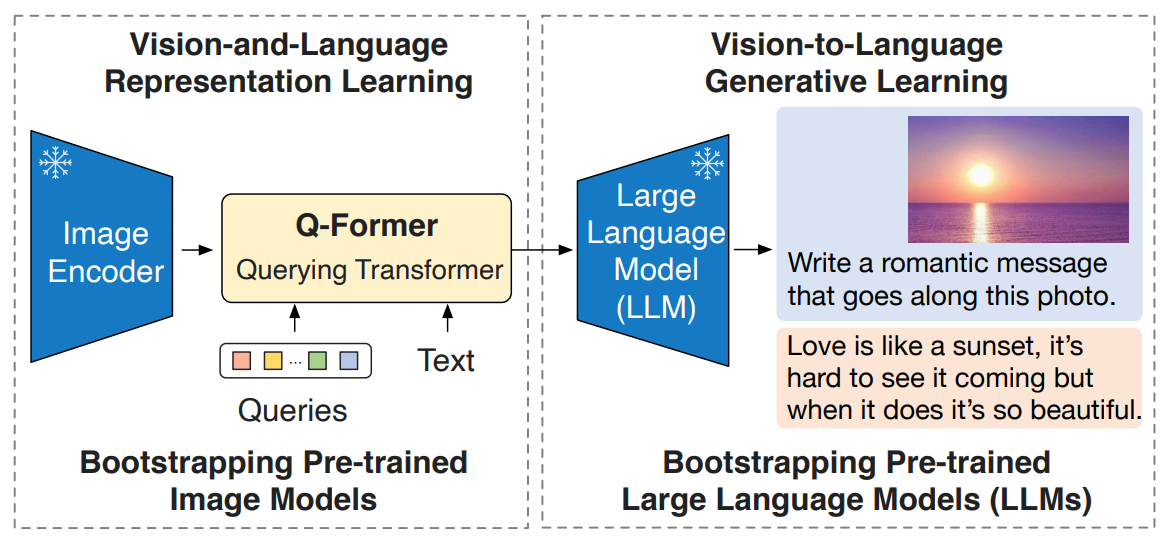 Vision-and-Language
Representation Learning
Image
Encoder
Q-Former
Querying Transformer
...
Queries
Text
Bootstrapping Pre-trained
Image Models
Vision-to-Language
Generative Learning
Large
Language
Model
(LLM)
Write a romantic message
that goes along this photo.
Love is like a sunset, it's
hard to see it coming but
when it does it's so beautiful.
Bootstrapping Pre-trained
Large Language Models (LLMs)